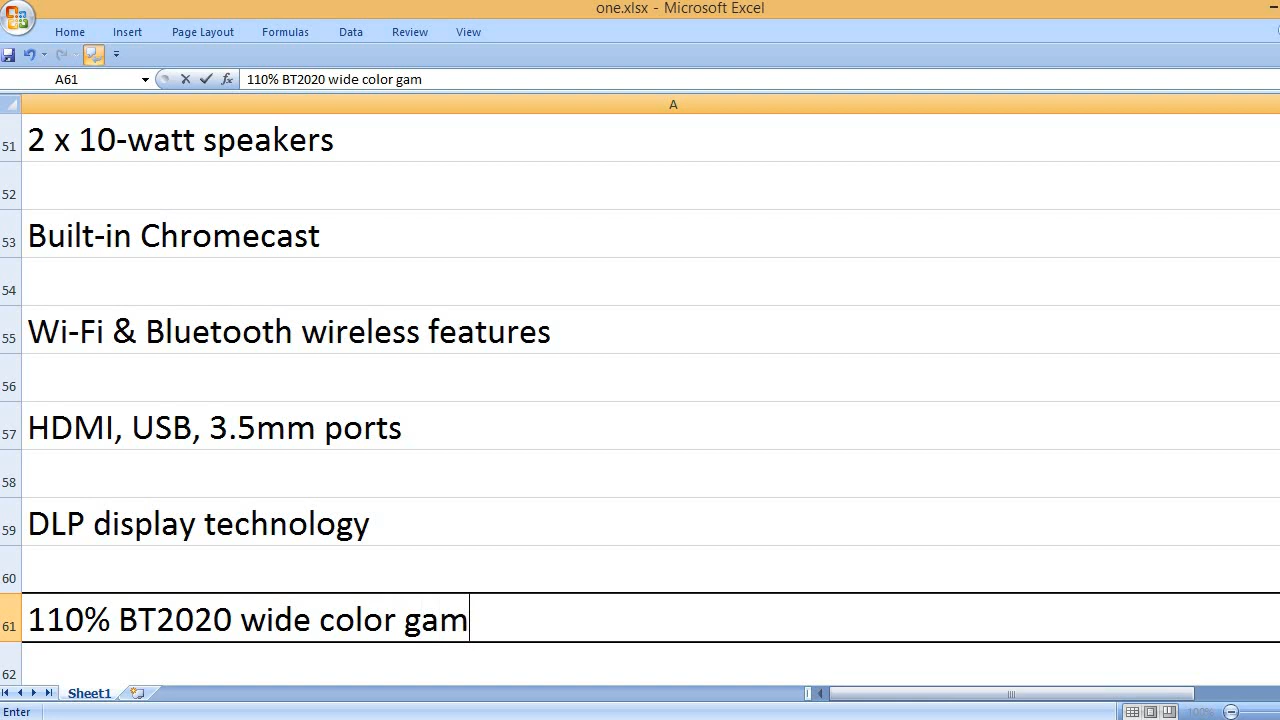 one.xlsx - Microsoft Excel
Home Insert Page Layout Formulas Data Review View
A61 fx 110% BT2020 wide color gam
A
51 2 x 10-watt speakers
52
53 Built-in Chromecast
54
55 Wi-Fi & Bluetooth wireless features
56
57 HDMI, USB, 3.5mm ports
58
59 DLP display technology
60
61 110% BT2020 wide color gam
62
Sheet1
Enter 100%